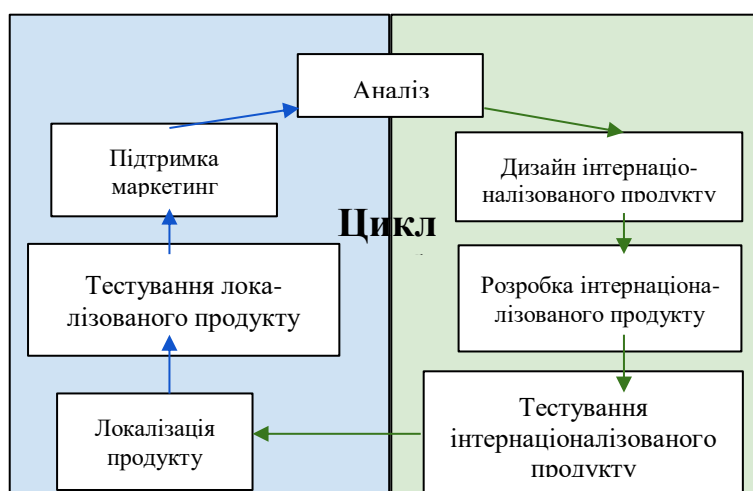 Аналіз
Підтримка
маркетинг
Дизайн інтернаціо-
налізованого продукту
Цикл
Тестування лока-
лізованого продукту
Розробка інтернаціона-
лізованого продукту
Локалізація
продукту
Тестування
інтернаціоналізованого
продукту